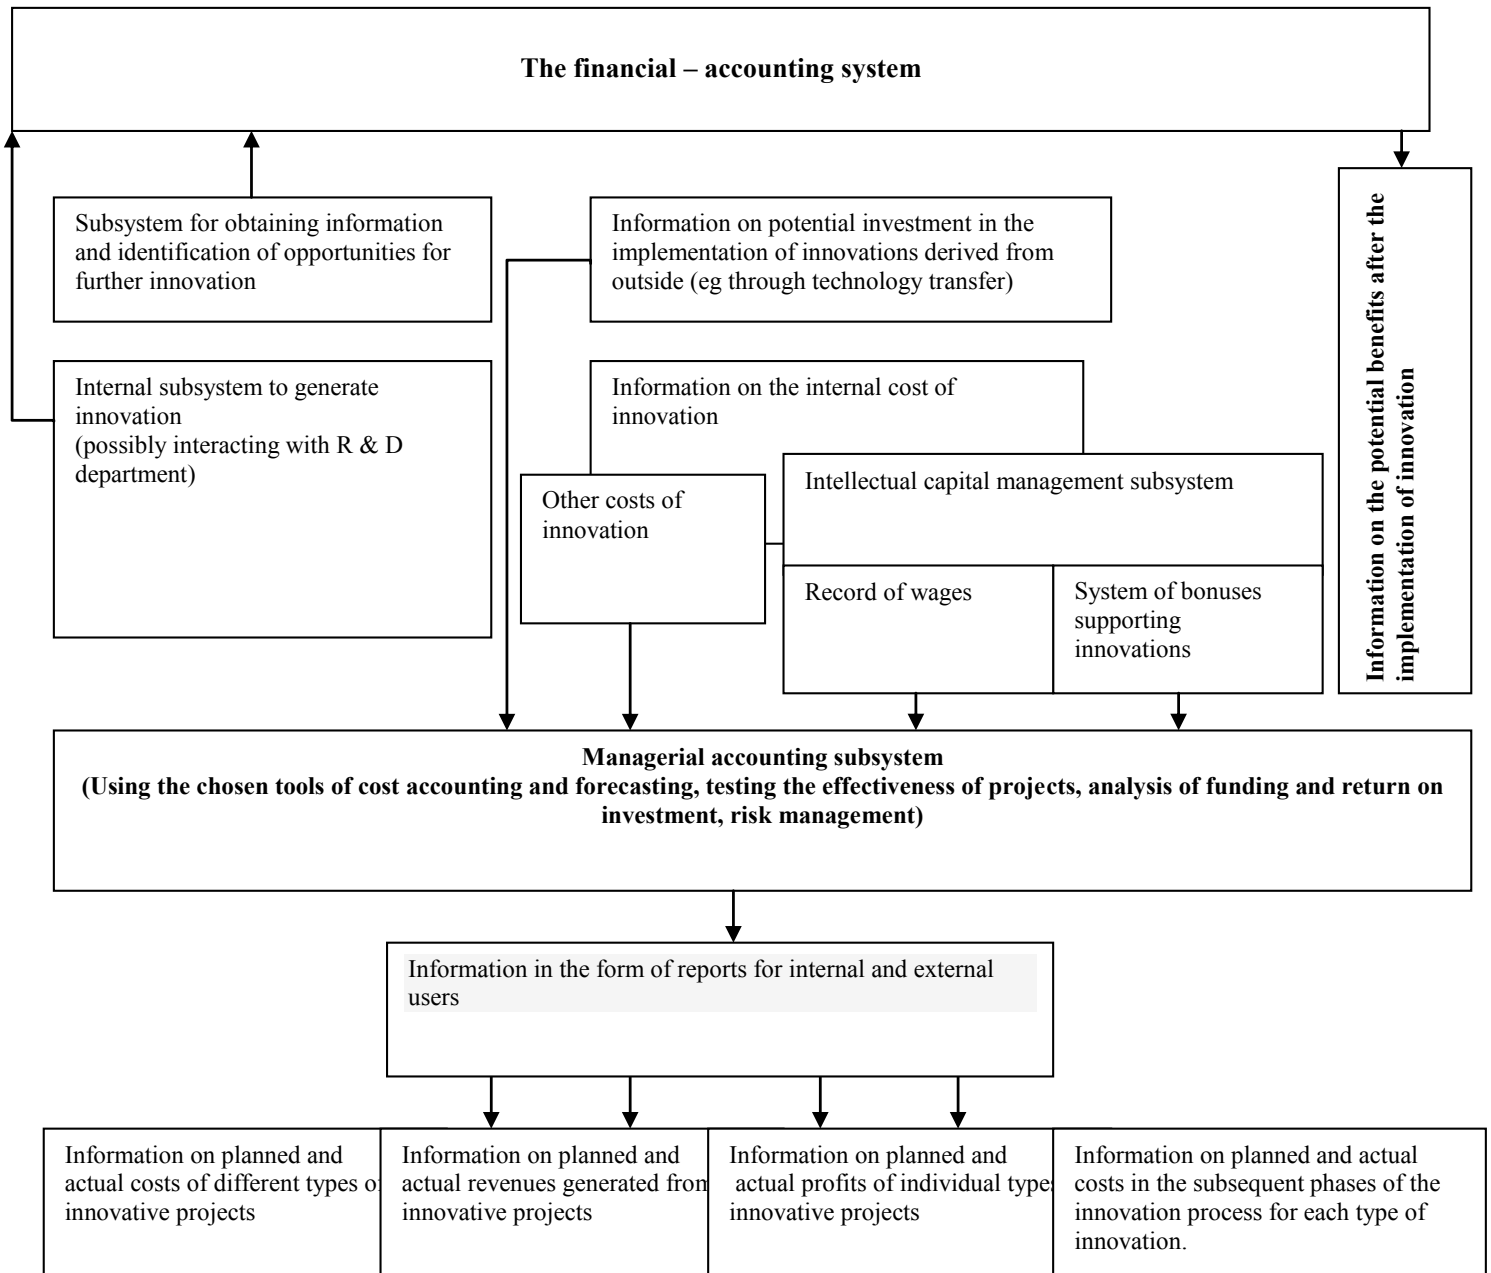 The financial – accounting system
Subsystem for obtaining information
and identification of opportunities for
further innovation
Information on potential investment in the
implementation of innovations derived from
outside (eg through technology transfer)
Information on the potential benefits after the
implementation of innovation
Internal subsystem to generate
innovation
(possibly interacting with R & D
department)
Information on the internal cost of
innovation
Other costs of
innovation
Intellectual capital management subsystem
Record of wages
System of bonuses
supporting
innovations
Managerial accounting subsystem
(Using the chosen tools of cost accounting and forecasting, testing the effectiveness of projects, analysis of funding and return on
investment, risk management)
Information in the form of reports for internal and external
users
Information on planned and
actual costs of different types of
innovative projects
Information on planned and
actual revenues generated from
innovative projects
Information on planned and
actual profits of individual types
innovative projects
Information on planned and actual
costs in the subsequent phases of the
innovation process for each type of
innovation.